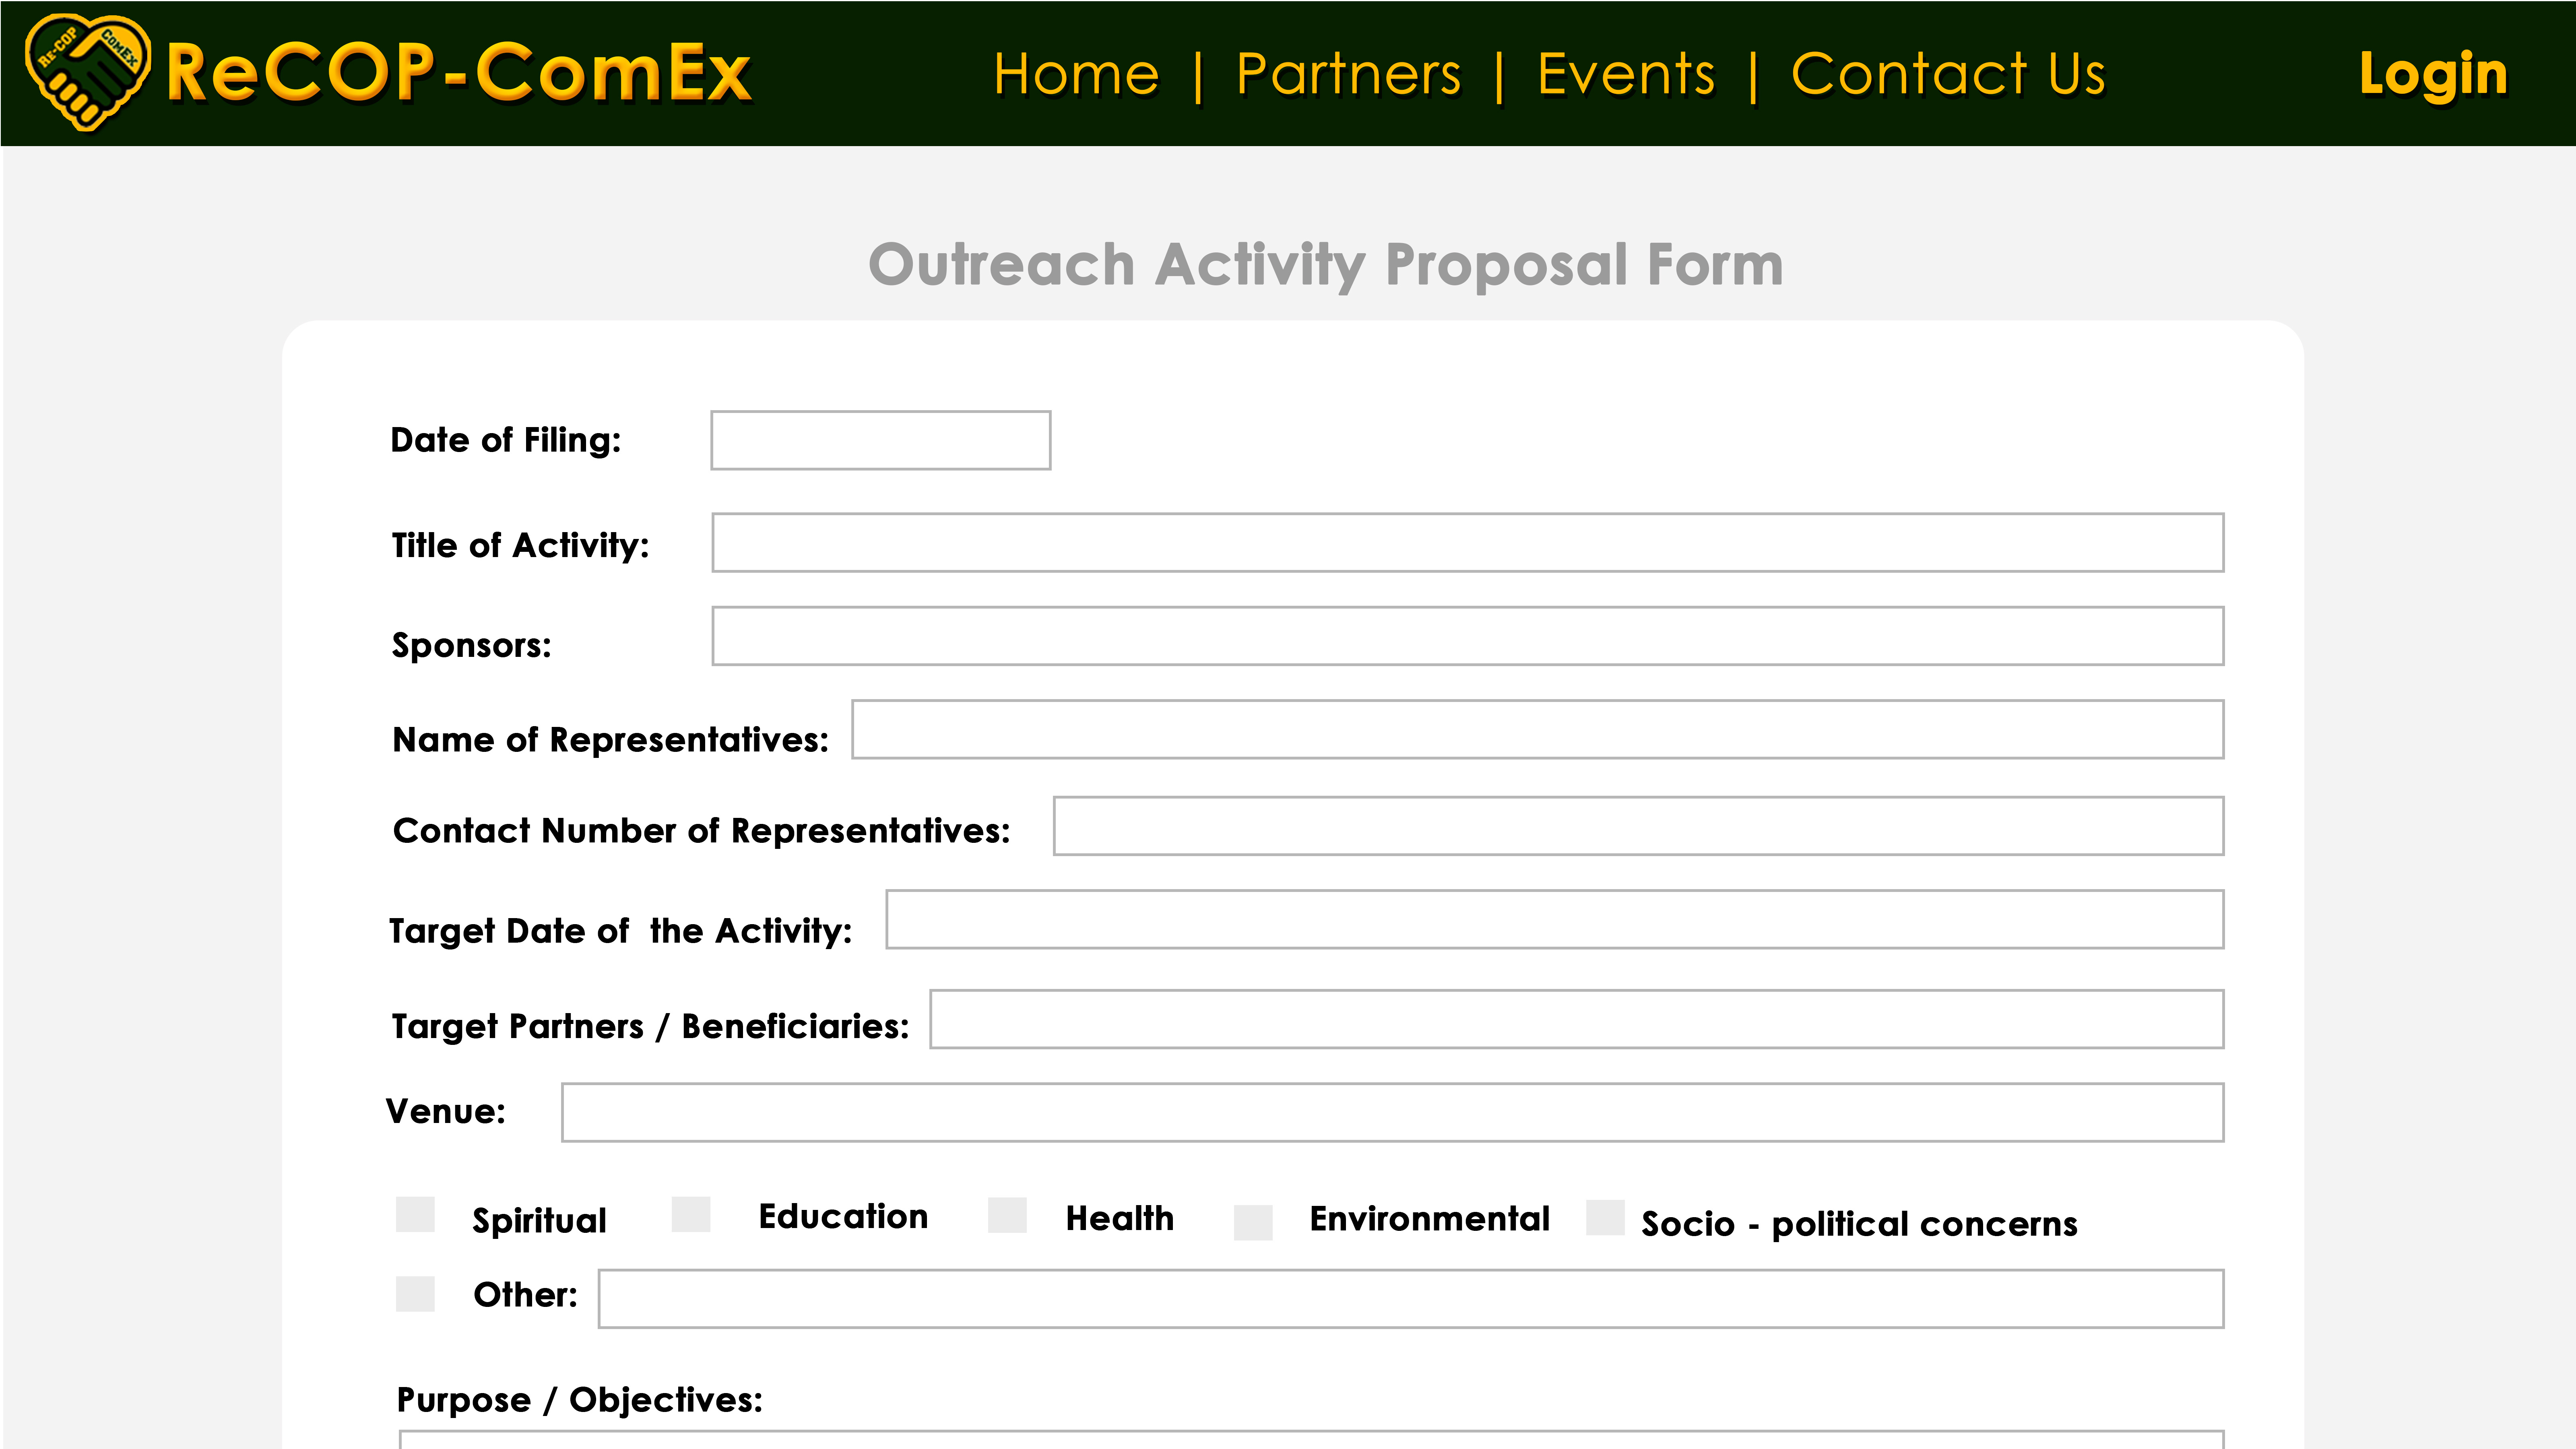 RE-COP COMEX
ReCOP-ComEx Home | Partners | Events | Contact Us Login
Outreach Activity Proposal Form
Date of Filing:
Title of Activity:
Sponsors:
Name of Representatives:
Contact Number of Representatives:
Target Date of  the Activity:
Target Partners / Beneficiaries:
Venue:
Spiritual Education Health Environmental Socio - political concerns
Other:
Purpose / Objectives: